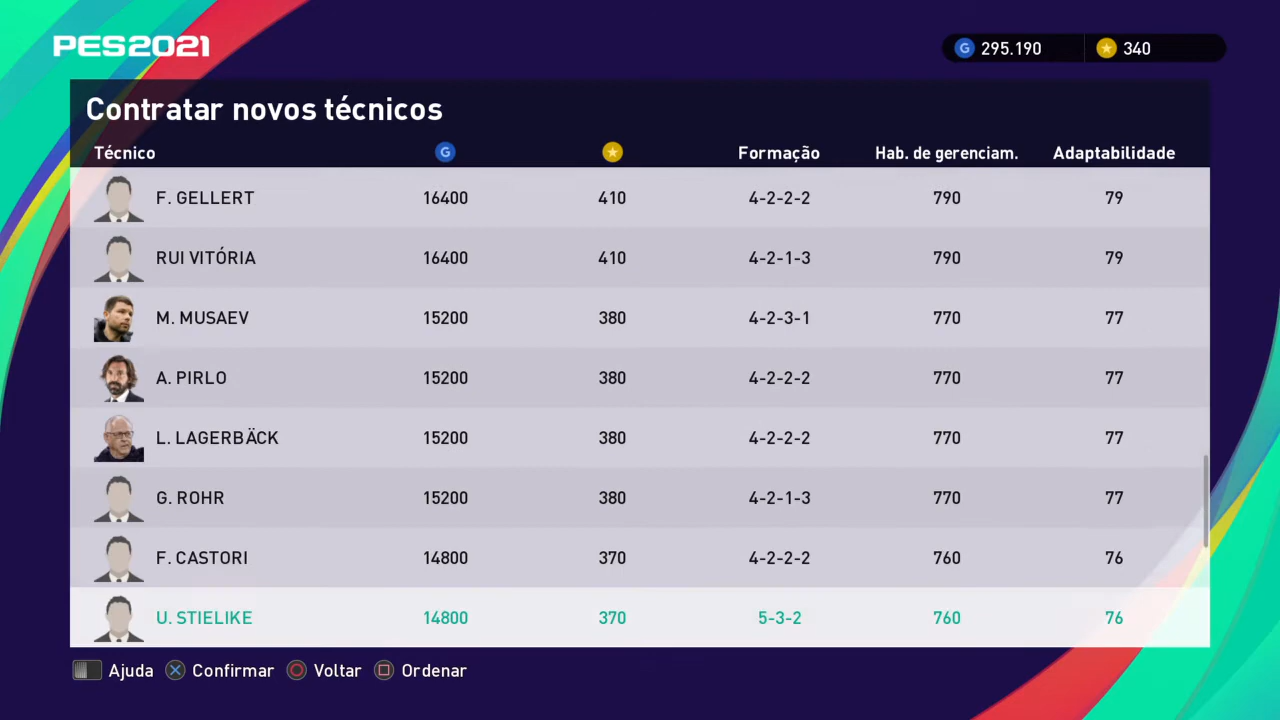 PES2021
295.190 340
Contratar novos técnicos
Técnico G Formação Hab. de gerenciam. Adaptabilidade
F. GELLERT 16400 410 4-2-2-2 790 79
RUI VITÓRIA 16400 410 4-2-1-3 790 79
M. MUSAEV 15200 380 4-2-3-1 770 77
A. PIRLO 15200 380 4-2-2-2 770 77
L. LAGERBÄCK 15200 380 4-2-2-2 770 77
G. ROHR 15200 380 4-2-1-3 770 77
F. CASTORI 14800 370 4-2-2-2 760 76
U. STIELIKE 14800 370 5-3-2 760 76
Ajuda Confirmar Voltar Ordenar